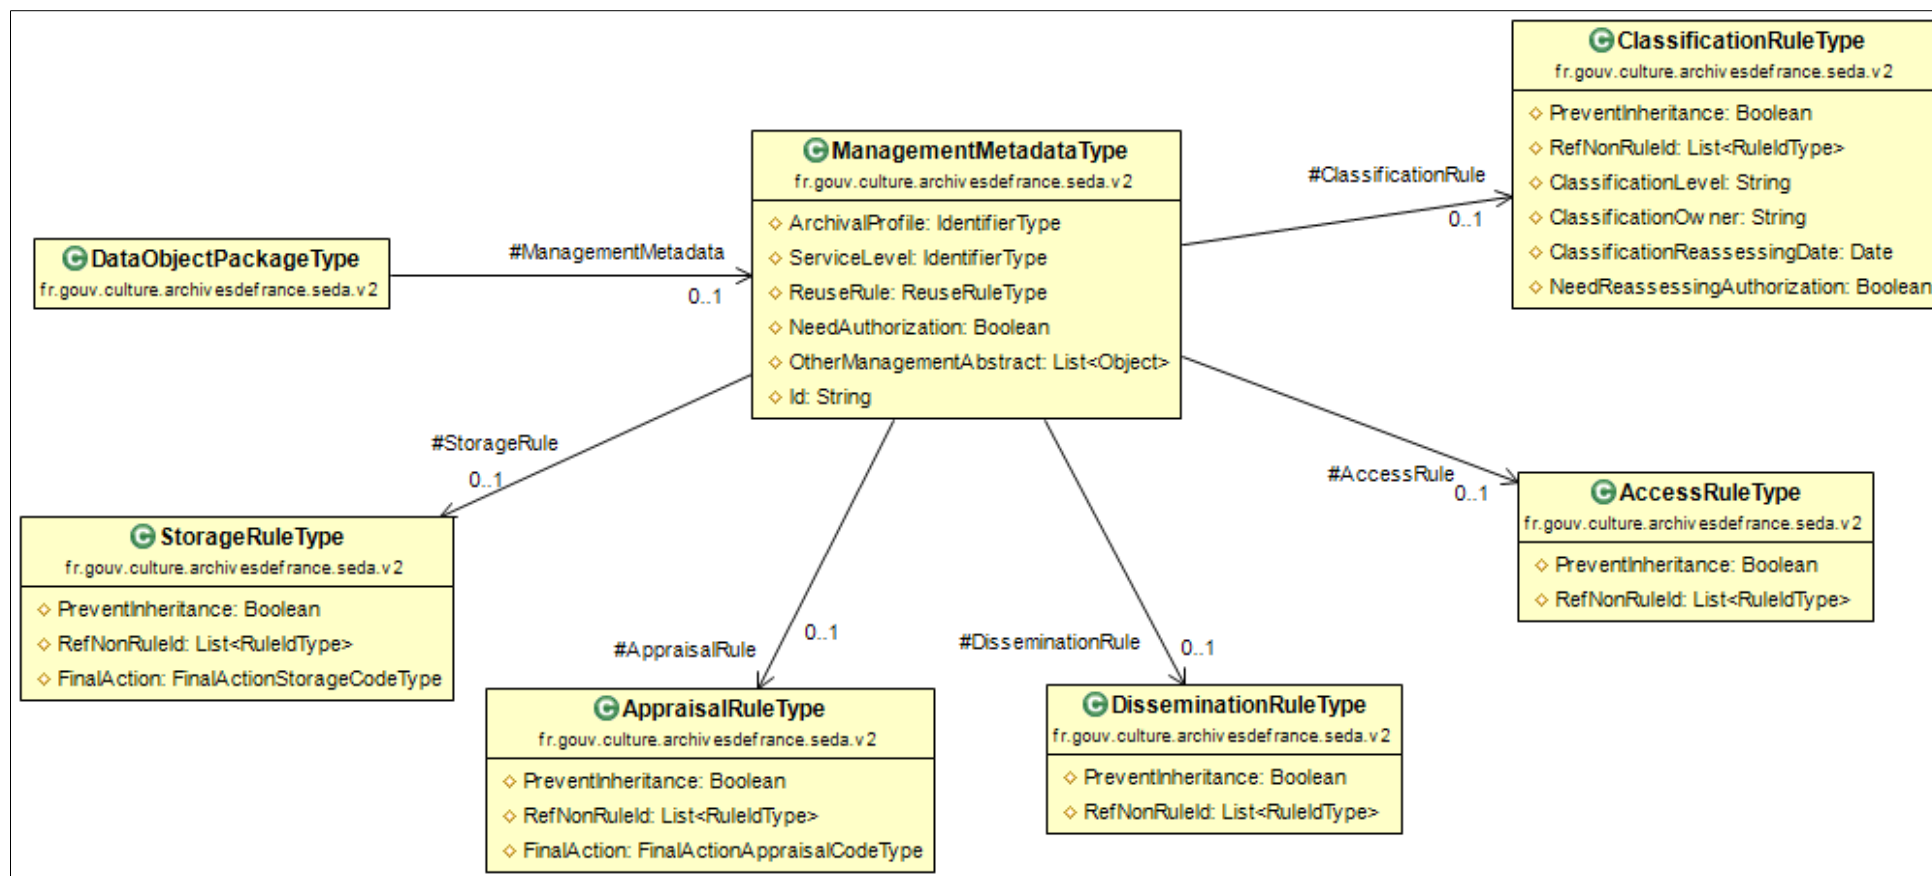 ClassificationRuleType
fr.gouv.culture.archivesdefrance.seda.v2
PreventInheritance: Boolean
RefNonRuleId: List<RuleIdType>
ClassificationLevel: String
ClassificationOwner: String
ClassificationReassessingDate: Date
NeedReassessingAuthorization: Boolean
ManagementMetadataType
fr.gouv.culture.archivesdefrance.seda.v2
ArchivalProfile: IdentifierType
ServiceLevel: IdentifierType
ReuseRule: ReuseRuleType
NeedAuthorization: Boolean
OtherManagementAbstract: List<Object>
Id: String
#ClassificationRule
0..1
DataObjectPackageType
fr.gouv.culture.archivesdefrance.seda.v2
#ManagementMetadata
0..1
#StorageRule
0..1
#AccessRule
0..1
StorageRuleType
fr.gouv.culture.archivesdefrance.seda.v2
PreventInheritance: Boolean
RefNonRuleId: List<RuleIdType>
FinalAction: FinalActionStorageCodeType
AccessRuleType
fr.gouv.culture.archivesdefrance.seda.v2
PreventInheritance: Boolean
RefNonRuleId: List<RuleIdType>
#AppraisalRule
0..1
#DisseminationRule
0..1
AppraisalRuleType
fr.gouv.culture.archivesdefrance.seda.v2
PreventInheritance: Boolean
RefNonRuleId: List<RuleIdType>
FinalAction: FinalActionAppraisalCodeType
DisseminationRuleType
fr.gouv.culture.archivesdefrance.seda.v2
PreventInheritance: Boolean
RefNonRuleId: List<RuleIdType>